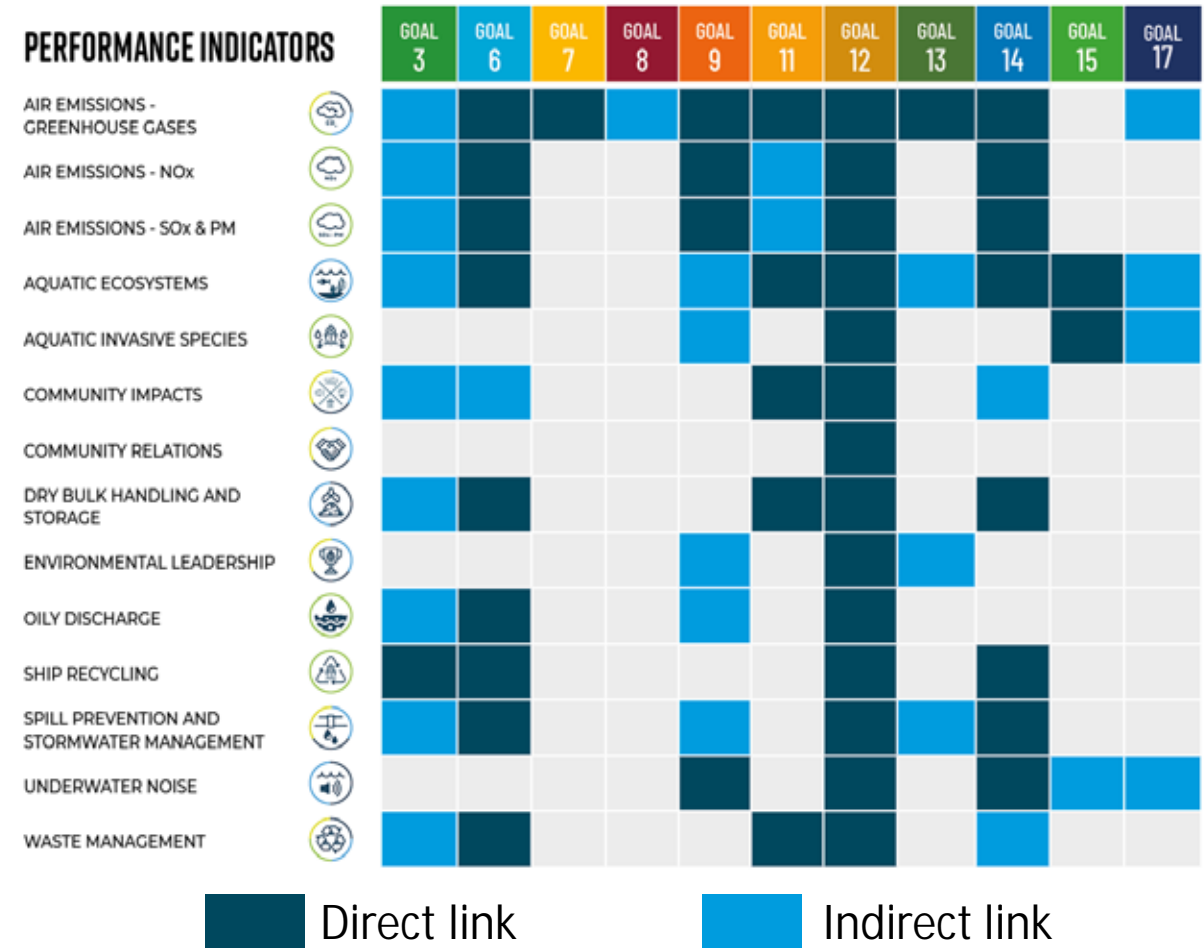 PERFORMANCE INDICATORS
GOAL 3
GOAL 6
GOAL 7
GOAL 8
GOAL 9
GOAL 11
GOAL 12
GOAL 13
GOAL 14
GOAL 15
GOAL 17
AIR EMISSIONS -
GREENHOUSE GASES
AIR EMISSIONS - NOx
AIR EMISSIONS - SOx & PM
AQUATIC ECOSYSTEMS
AQUATIC INVASIVE SPECIES
COMMUNITY IMPACTS
COMMUNITY RELATIONS
DRY BULK HANDLING AND
STORAGE
ENVIRONMENTAL LEADERSHIP
OILY DISCHARGE
SHIP RECYCLING
SPILL PREVENTION AND
STORMWATER MANAGEMENT
UNDERWATER NOISE
WASTE MANAGEMENT
Direct link
Indirect link